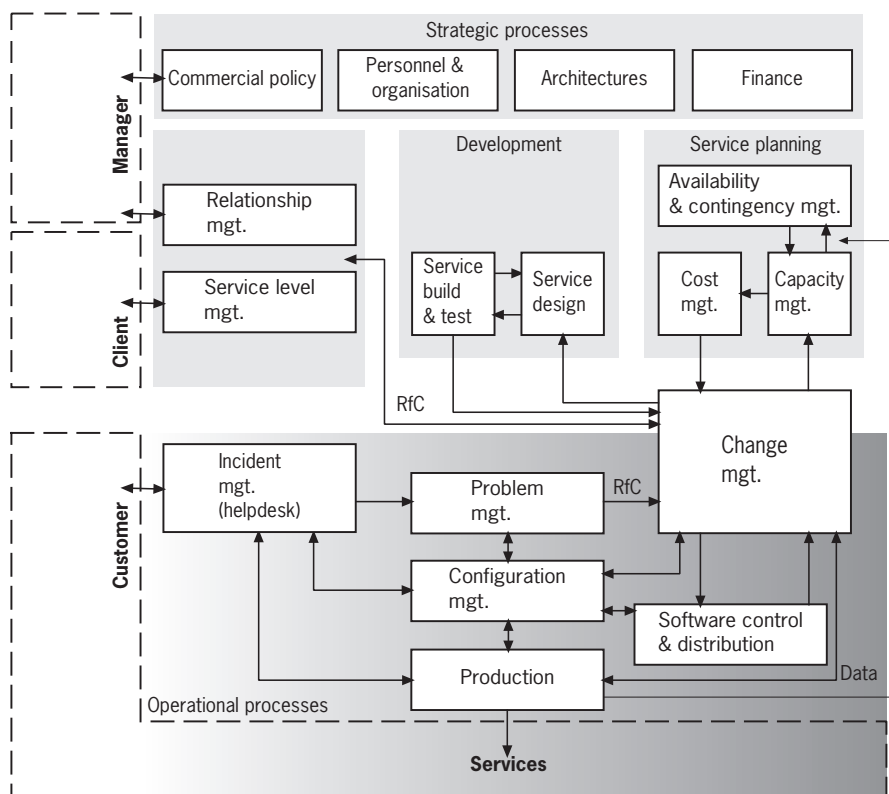 Strategic processes
Commercial policy
Personnel &
organisation
Architectures
Finance
Manager
Development
Service planning
Relationship
mgt.
Availability
& contingency mgt.
Service level
mgt.
Service
build
& test
Service
design
Cost
mgt.
Capacity
mgt.
Client
RfC
Change
mgt.
Incident
mgt.
(helpdesk)
Problem
mgt.
RfC
Customer
Configuration
mgt.
Software control
& distribution
Production
Data
Operational processes
Services